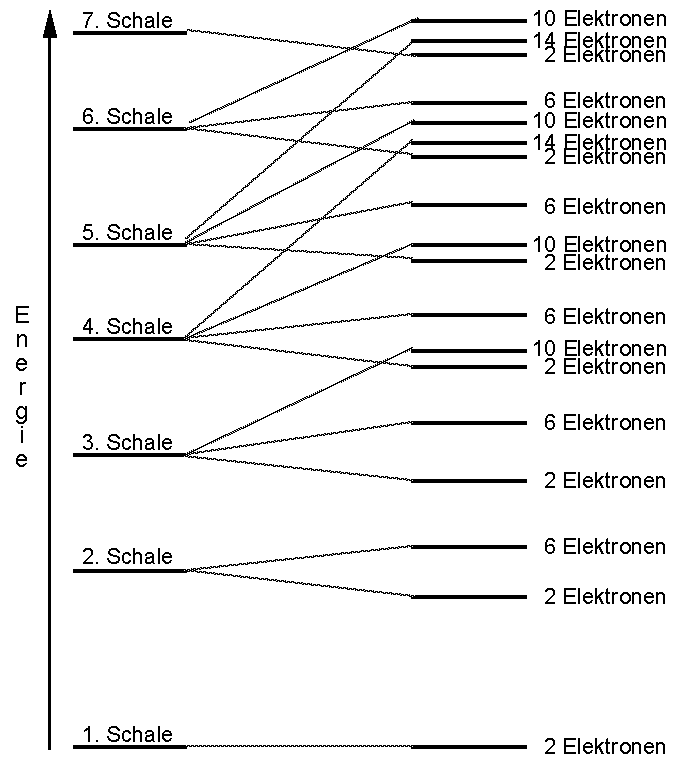 7. Schale
10 Elektronen
14 Elektronen
2 Elektronen
6. Schale
6 Elektronen
10 Elektronen
14 Elektronen
2 Elektronen
5. Schale
6 Elektronen
10 Elektronen
2 Elektronen
Energie
4. Schale
6 Elektronen
10 Elektronen
2 Elektronen
3. Schale
6 Elektronen
2 Elektronen
2. Schale
6 Elektronen
2 Elektronen
1. Schale
2 Elektronen